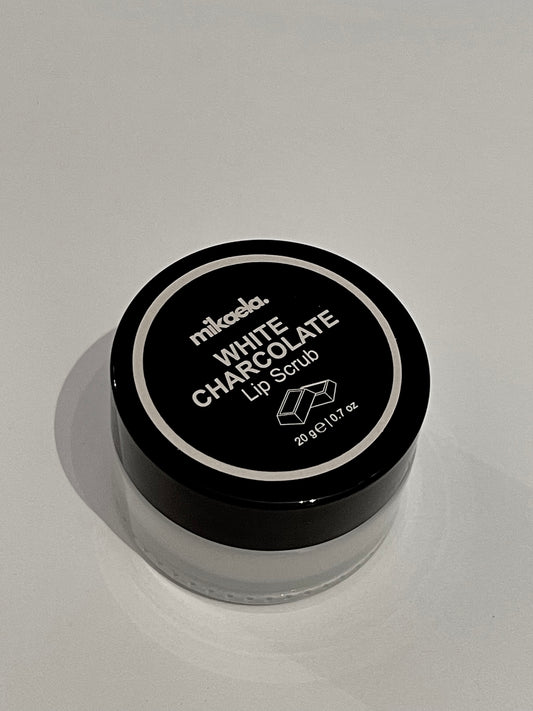 mikaela.
WHITE
CHARCOLATE
Lip Scrub
20 g ℮ | 0.7 oz